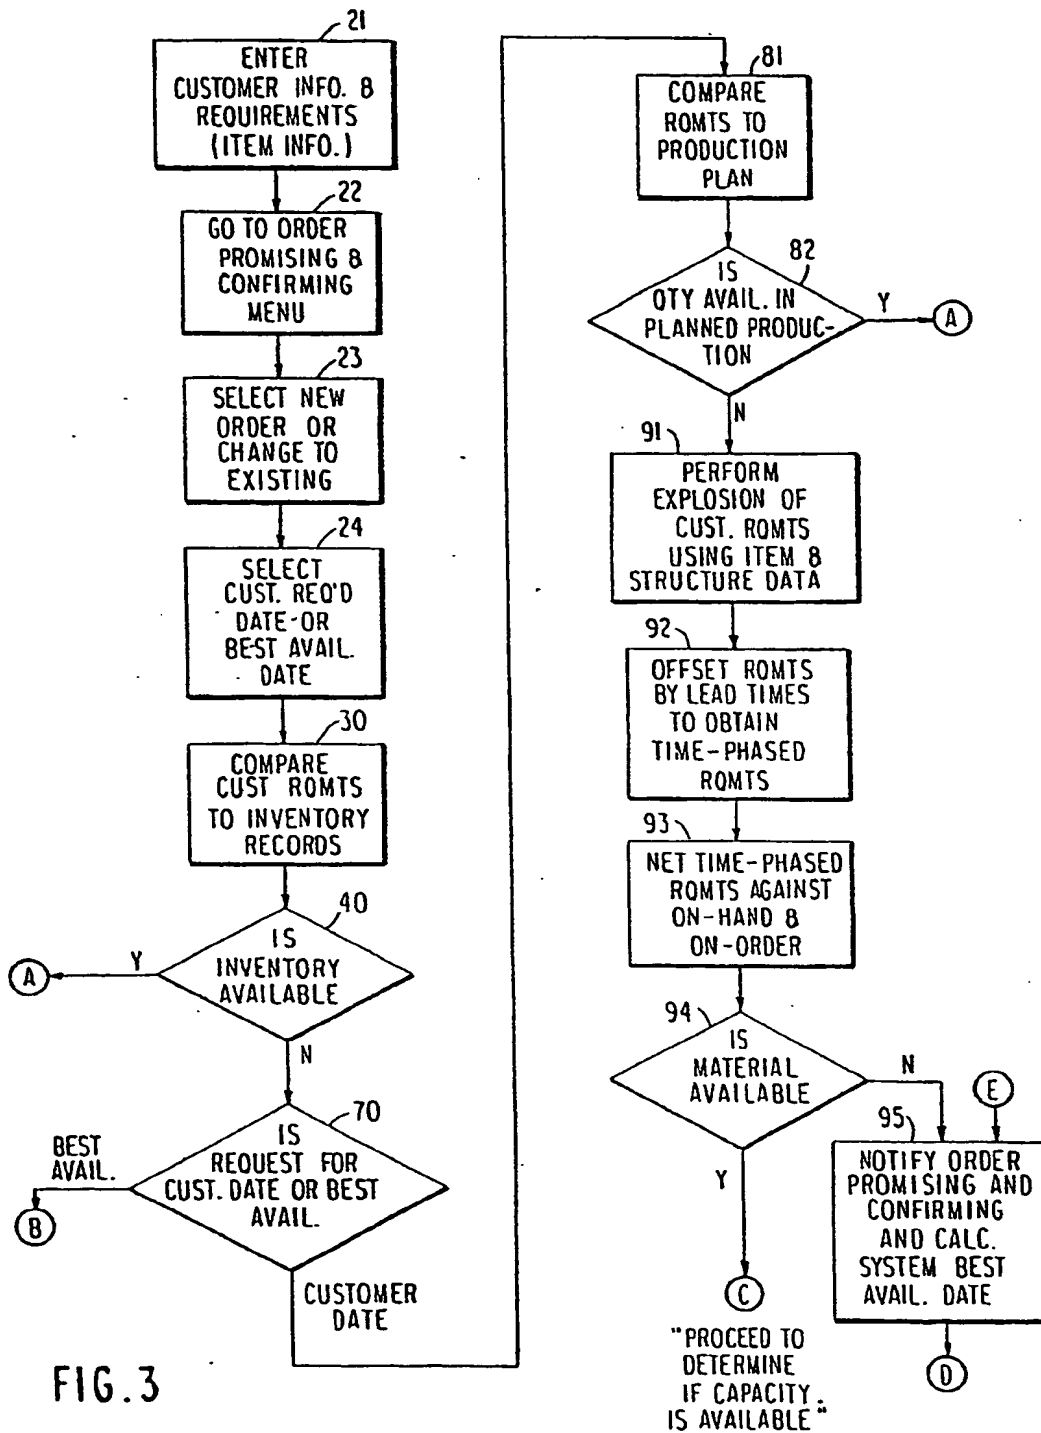 21
ENTER
CUSTOMER INFO. &
REQUIREMENTS
(ITEM INFO.)
22
GO TO ORDER
PROMISING &
CONFIRMING
MENU
23
SELECT NEW
ORDER OR
CHANGE TO
EXISTING
24
SELECT
CUST. REQ'D
DATE-OR
BEST AVAIL.
DATE
30
COMPARE
CUST RQMTS
TO INVENTORY
RECORDS
40
IS
INVENTORY
AVAILABLE
Y
A
N
70
IS
REQUEST FOR
CUST. DATE OR BEST
AVAIL.
BEST
AVAIL.
B
CUSTOMER
DATE
81
COMPARE
RQMTS TO
PRODUCTION
PLAN
82
IS
QTY AVAIL. IN
PLANNED PRODUC-
TION
Y
A
N
91
PERFORM
EXPLOSION OF
CUST. RQMTS
USING ITEM &
STRUCTURE DATA
92
OFFSET RQMTS
BY LEAD TIMES
TO OBTAIN
TIME-PHASED
RQMTS
93
NET TIME-PHASED
RQMTS AGAINST
ON-HAND &
ON-ORDER
94
IS
MATERIAL
AVAILABLE
N
E
Y
95
NOTIFY ORDER
PROMISING AND
CONFIRMING
AND CALC.
SYSTEM BEST
AVAIL. DATE
C
D
"PROCEED TO
DETERMINE
IF CAPACITY
IS AVAILABLE"
FIG.3